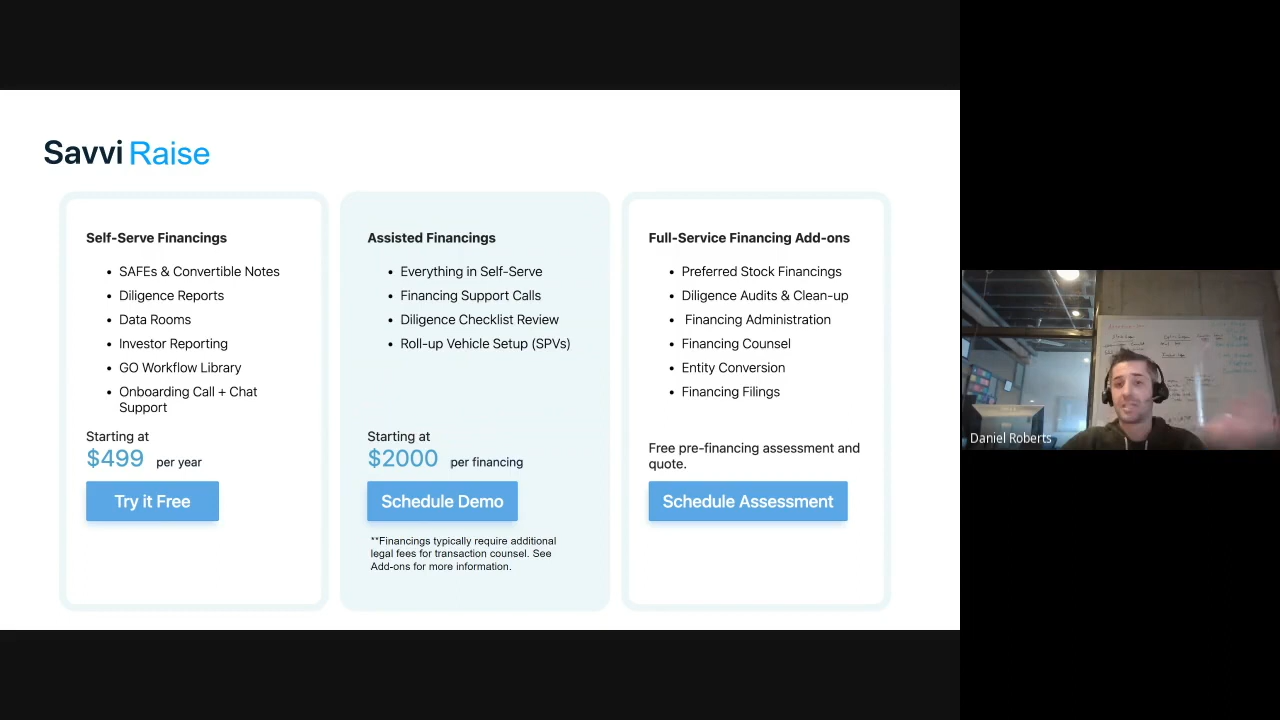 Savvi Raise
Self-Serve Financings
• SAFEs & Convertible Notes
• Diligence Reports
• Data Rooms
• Investor Reporting
• GO Workflow Library
• Onboarding Call + Chat
Support
Starting at
$499 per year
Try it Free
Assisted Financings
• Everything in Self-Serve
• Financing Support Calls
• Diligence Checklist Review
• Roll-up Vehicle Setup (SPVs)
Starting at
$2000 per financing
Schedule Demo
**Financings typically require additional
legal fees for transaction counsel. See
Add-ons for more information.
Full-Service Financing Add-ons
• Preferred Stock Financings
• Diligence Audits & Clean-up
• Financing Administration
• Financing Counsel
• Entity Conversion
• Financing Filings
Free pre-financing assessment and
quote.
Schedule Assessment
Daniel Roberts